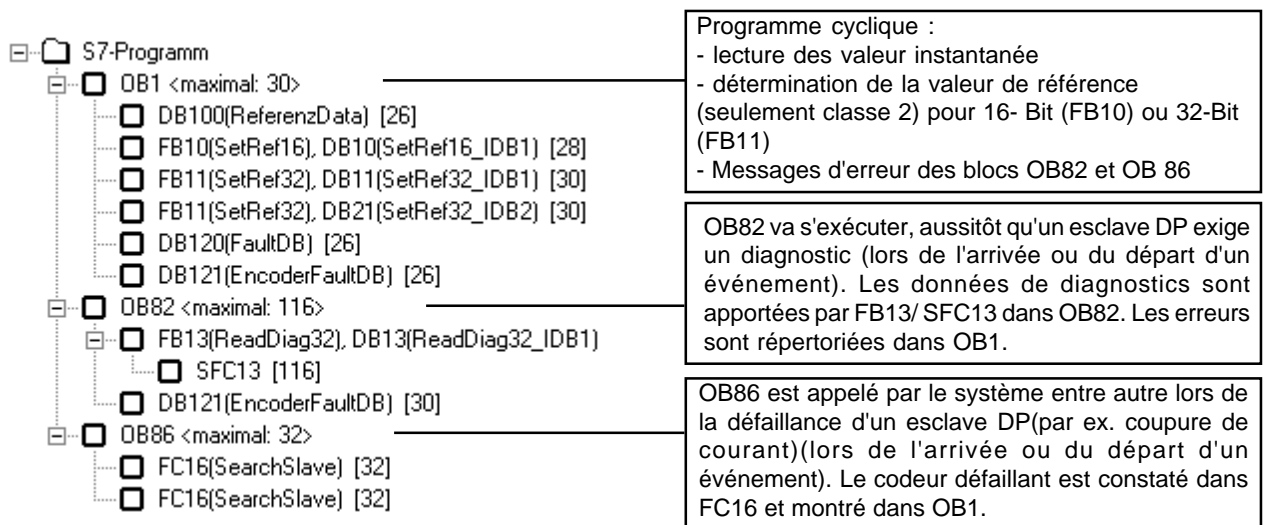 S7-Programm
OB1 <maximal: 30>
DB100(ReferenzData) [26]
FB10(SetRef16), DB10(SetRef16_IDB1) [28]
FB11(SetRef32), DB11(SetRef32_IDB1) [30]
FB11(SetRef32), DB21(SetRef32_IDB2) [30]
DB120(FaultDB) [26]
DB121(EncoderFaultDB) [26]
OB82 <maximal: 116>
FB13(ReadDiag32), DB13(ReadDiag32_IDB1)
SFC13 [116]
DB121(EncoderFaultDB) [30]
OB86 <maximal: 32>
FC16(SearchSlave) [32]
FC16(SearchSlave) [32]
Programme cyclique :
- lecture des valeur instantanée
- détermination de la valeur de référence
(seulement classe 2) pour 16- Bit (FB10) ou 32-Bit
(FB11)
- Messages d'erreur des blocs OB82 et OB 86
OB82 va s'exécuter, aussitôt qu'un esclave DP exige
un diagnostic (lors de l'arrivée ou du départ d'un
événement). Les données de diagnostics sont
apportées par FB13/ SFC13 dans OB82. Les erreurs
sont répertoriées dans OB1.
OB86 est appelé par le système entre autre lors de
la défaillance d'un esclave DP(par ex. coupure de
courant)(lors de l'arrivée ou du départ d'un
événement). Le codeur défaillant est constaté dans
FC16 et montré dans OB1.